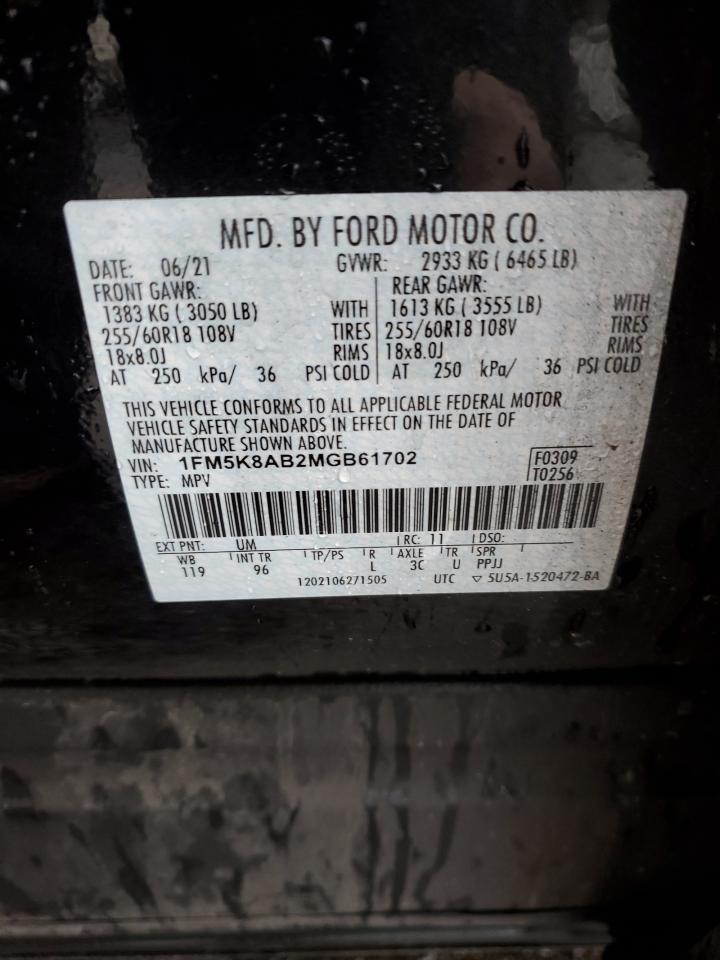 MFD. BY FORD MOTOR CO.
DATE: 06/21 GVWR: 2933 KG ( 6465 LB)
FRONT GAWR: REAR GAWR:
1383 KG ( 3050 LB) WITH 1613 KG ( 3555 LB) WITH
255/60R18 108V TIRES 255/60R18 108V TIRES
18x8.0J RIMS 18x8.0J RIMS
AT 250 kPa/ 36 PSI COLD AT 250 kPa/ 36 PSI COLD
THIS VEHICLE CONFORMS TO ALL APPLICABLE FEDERAL MOTOR
VEHICLE SAFETY STANDARDS IN EFFECT ON THE DATE OF
MANUFACTURE SHOWN ABOVE.
VIN: 1FM5K8AB2MGB61702 F0309
TYPE: MPV T0256
EXT PNT: UM RC: 11 DSO:
WB INT TR TP/PS R AXLE TR SPR
119 96 L 3C U PPJJ
1202106271505 UTC ▽ 5U5A-1520472-BA